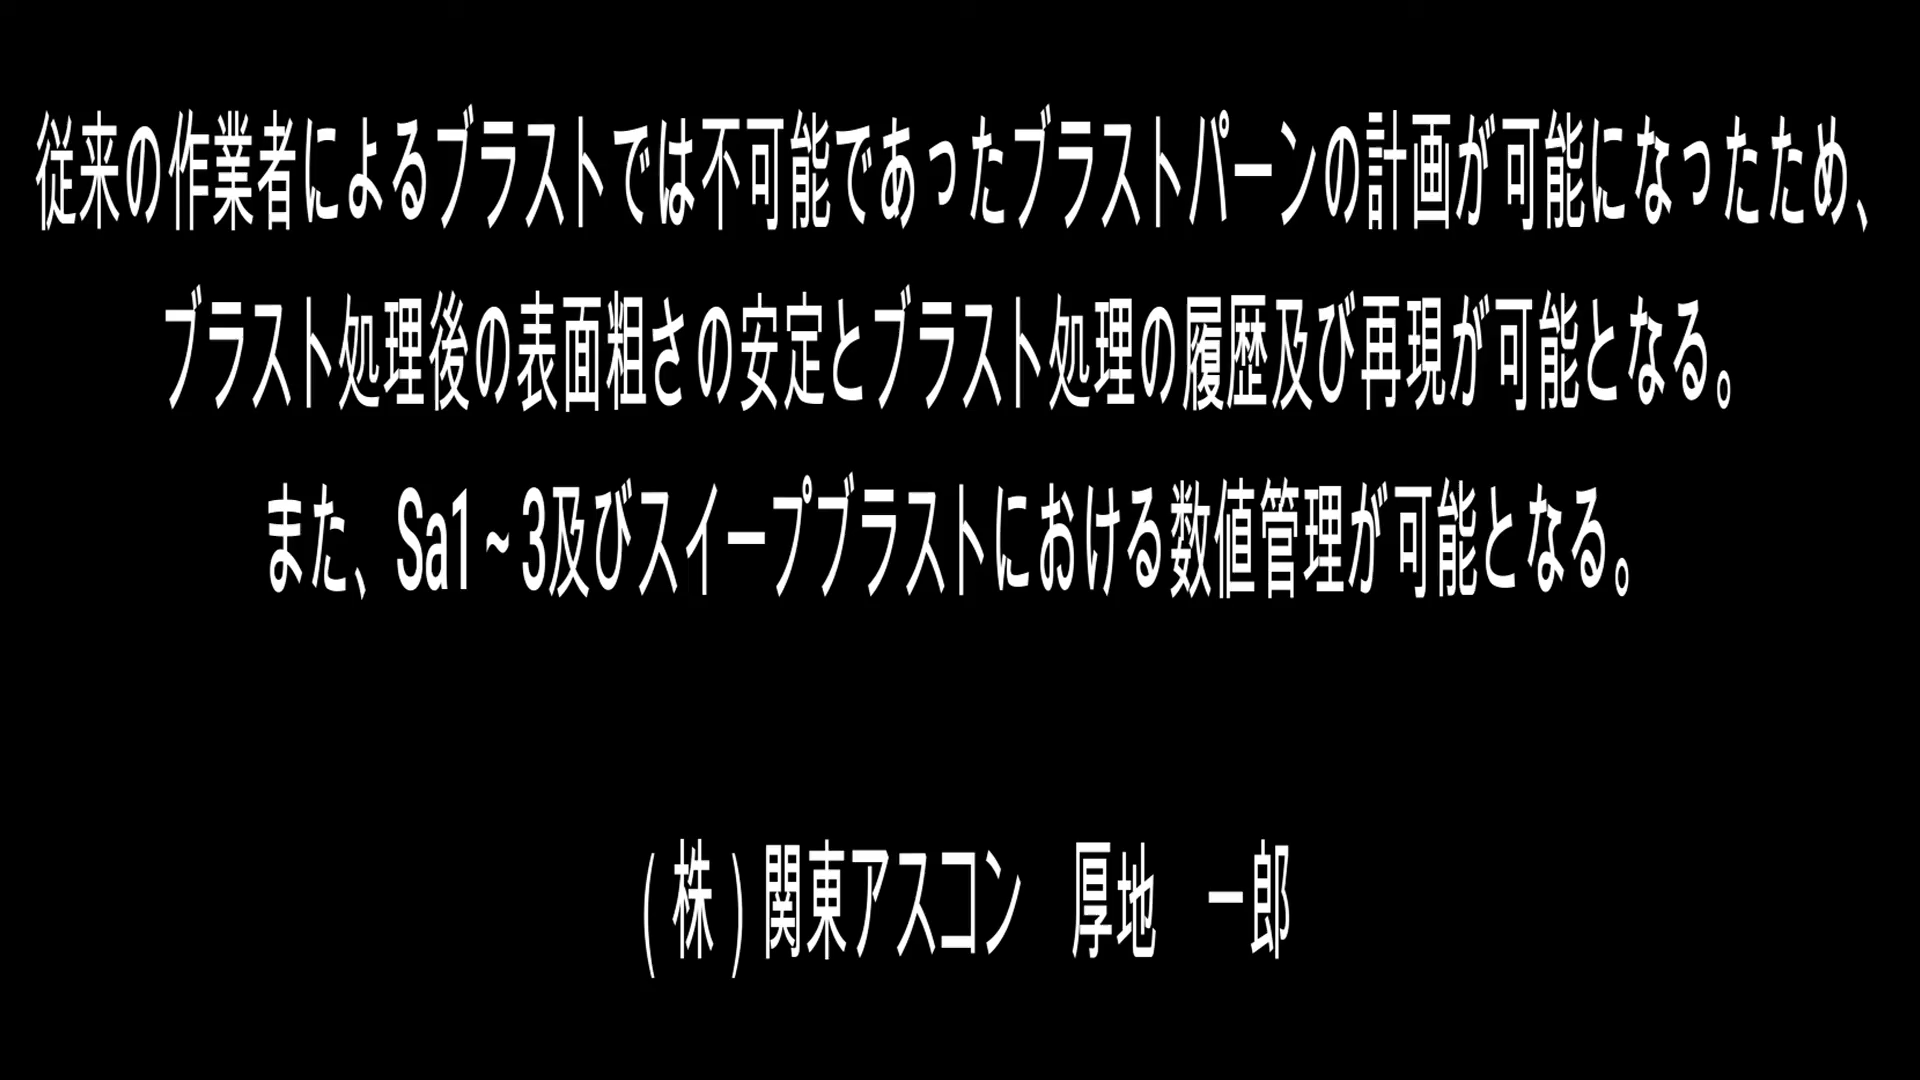 従来の作業者によるブラストでは不可能であったブラストパーンの計画が可能になったため、
ブラスト処理後の表面粗さの安定とブラスト処理の履歴及び再現が可能となる。
また、Sa1~3及びスイープブラストにおける数値管理が可能となる。
(株)関東アスコン　厚地　一郎